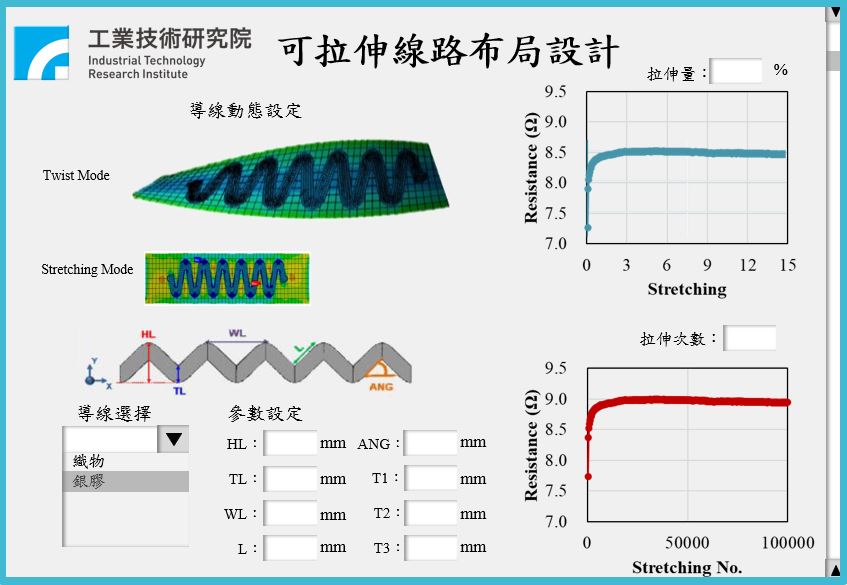 工業技術研究院
Industrial Technology
Research Institute
可拉伸線路布局設計
導線動態設定
Twist Mode
Stretching Mode
HL
WL
L
TL
ANG
Y
X
導線選擇
織物
銀膠
參數設定
HL： mm ANG： mm
TL： mm T1： mm
WL： mm T2： mm
L： mm T3： mm
拉伸量： %
Resistance (Ω)
9.5
9.0
8.5
8.0
7.5
7.0
0 3 6 9 12 15
Stretching
拉伸次數：
Resistance (Ω)
9.5
9.0
8.5
8.0
7.5
7.0
0 50000 100000
Stretching No.